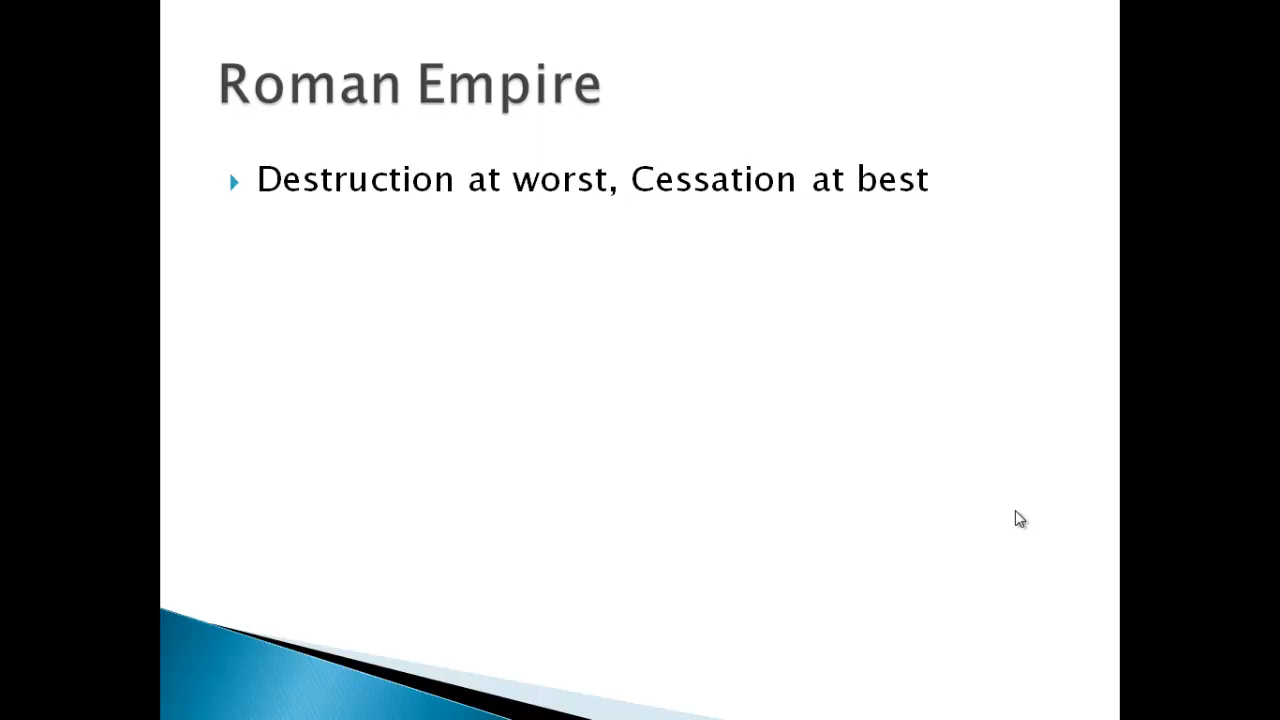 Roman Empire
Destruction at worst, Cessation at best